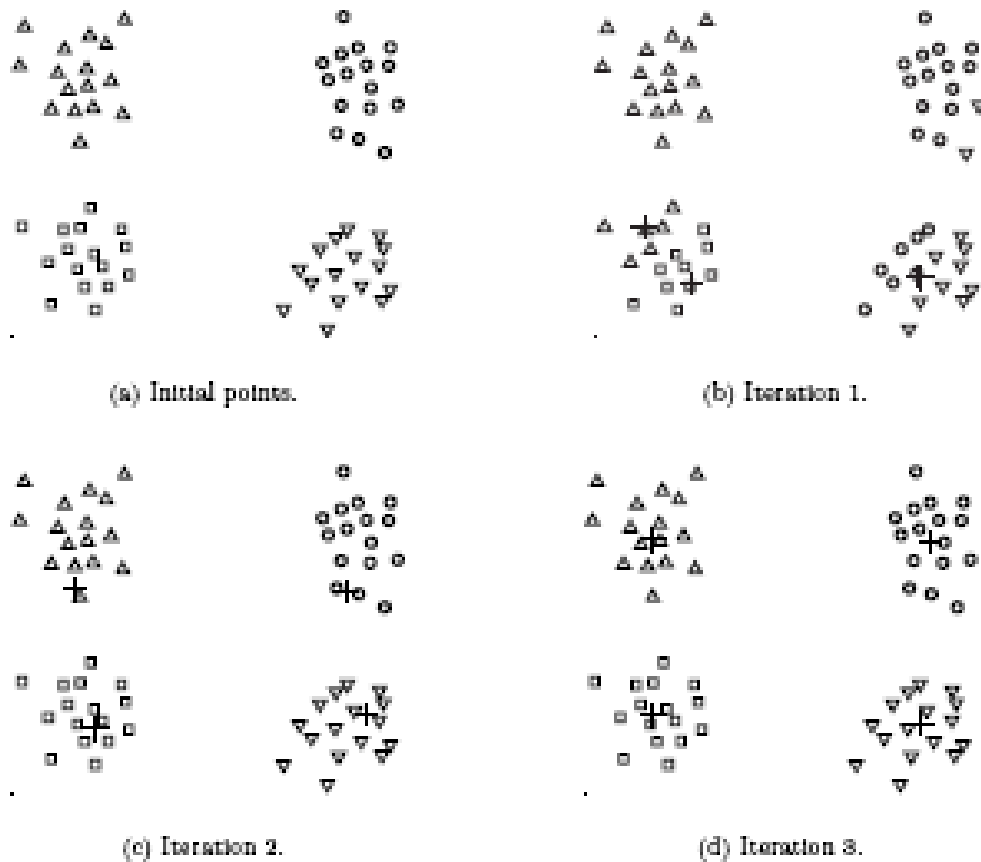 (a) Initial points.
(b) Iteration 1.
(c) Iteration 2.
(d) Iteration 3.